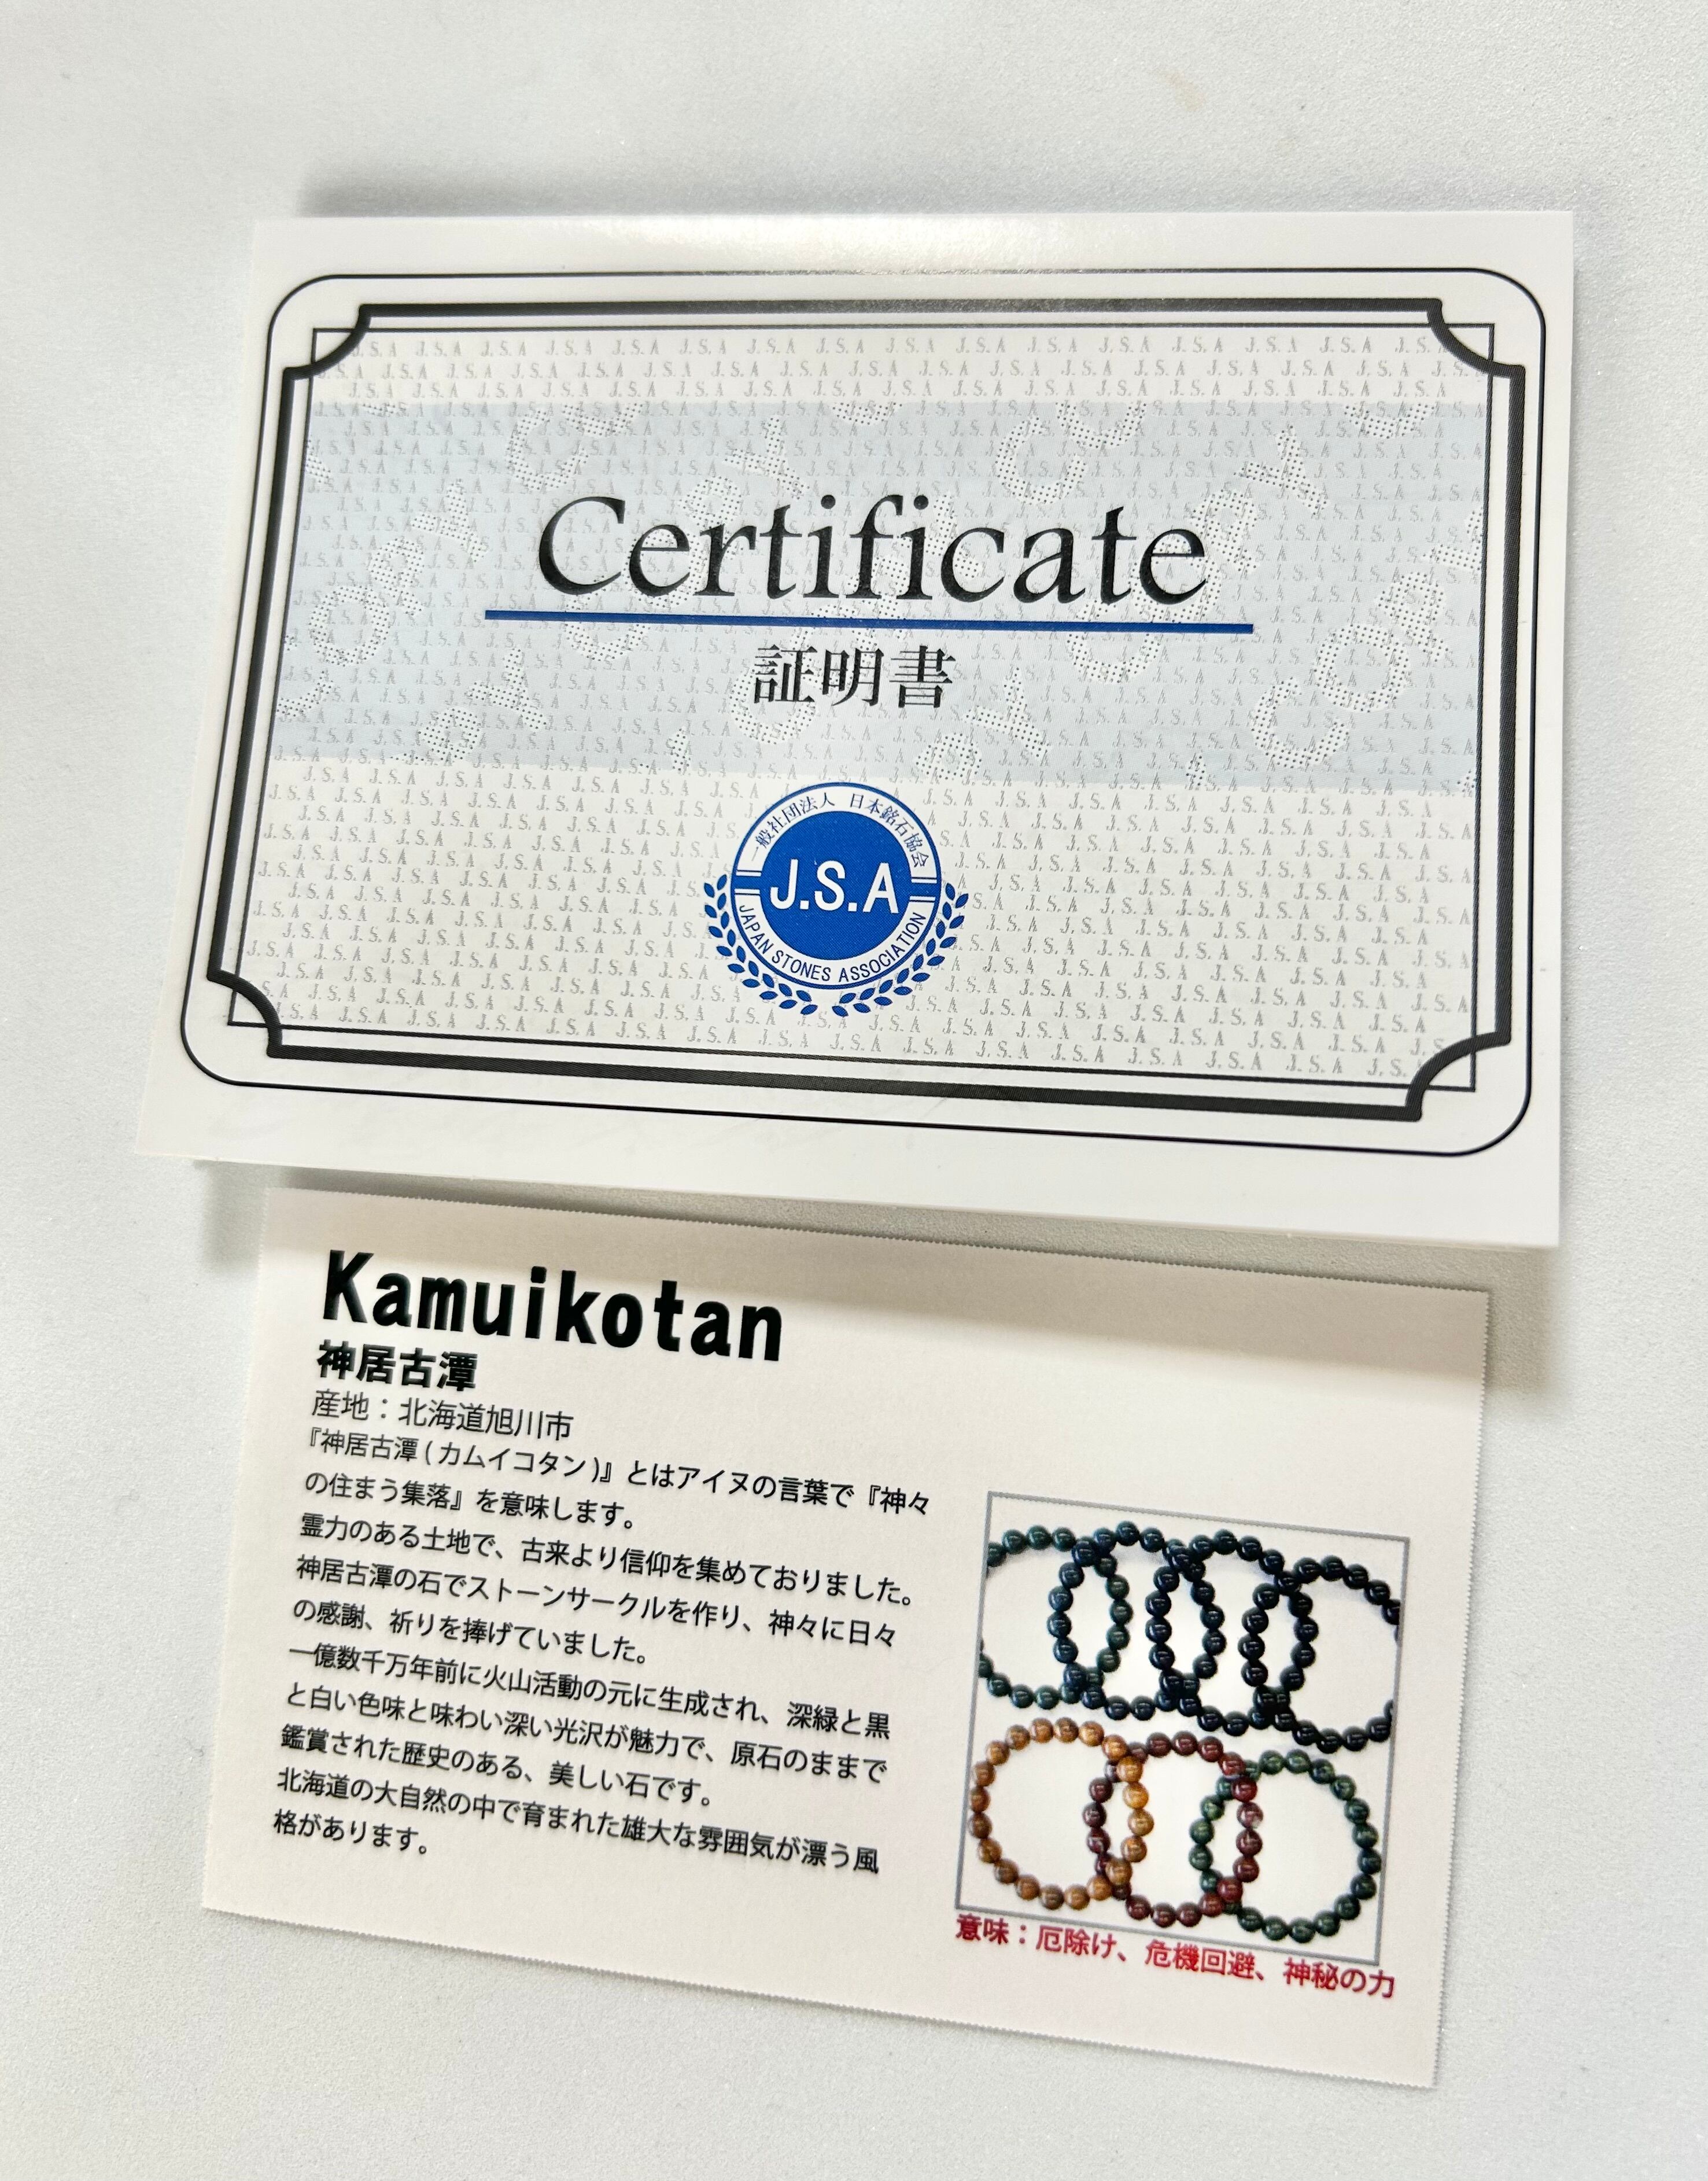 Certificate
証明書
一般社団法人 日本銘石協会
J.S.A
JAPAN STONES ASSOCIATION
Kamuikotan
神居古潭
産地：北海道旭川市
『神居古潭(カムイコタン)』とはアイヌの言葉で『神々
の住まう集落』を意味します。
霊力のある土地で、古来より信仰を集めておりました。
神居古潭の石でストーンサークルを作り、神々に日々
の感謝、祈りを捧げていました。
一億数千万年前に火山活動の元に生成され、深緑と黒
と白い色味と味わい深い光沢が魅力で、原石のままで
鑑賞された歴史のある、美しい石です。
北海道の大自然の中で育まれた雄大な雰囲気が漂う風
格があります。
意味：厄除け、危機回避、神秘の力